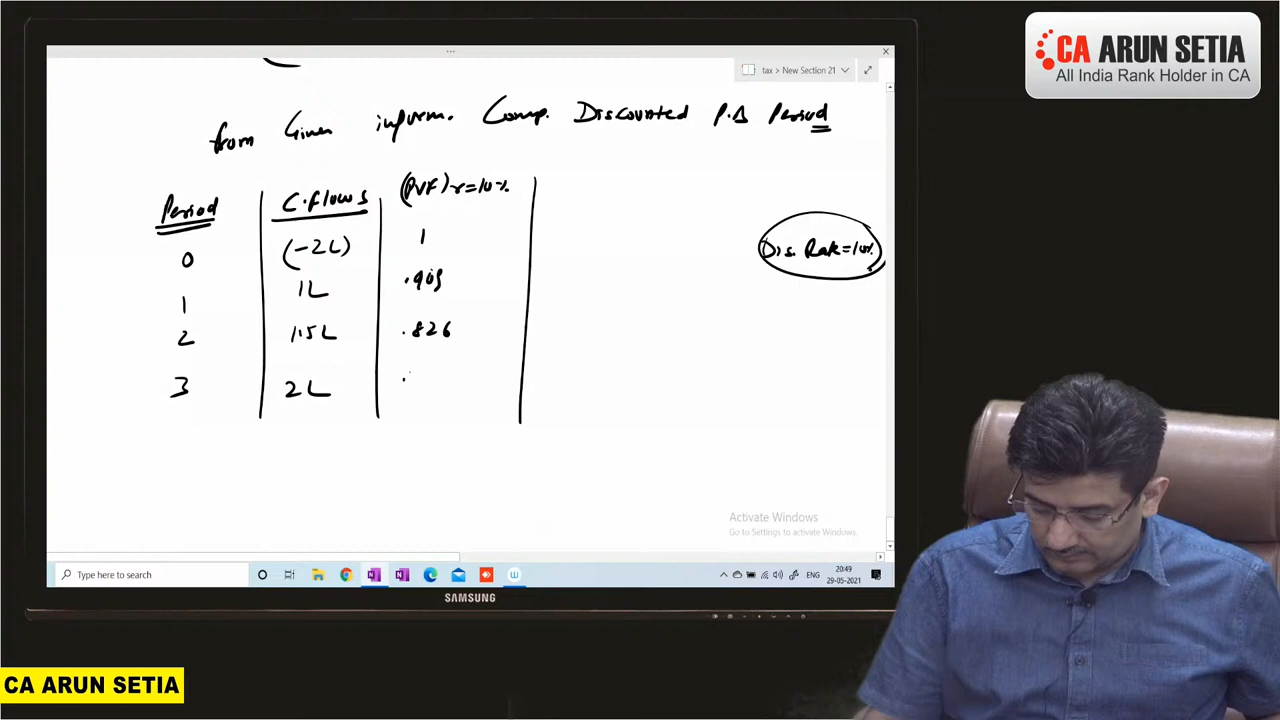 CA ARUN SETIA
All India Rank Holder in CA
tax > New Section 21
from Given inform. Comp. Discounted P.B Period
Period C.flows (PVF) r=10%
0 (-2L) 1
1 1L .909
2 1.5L .826
3 2L .
Dis. Rate=10%
Activate Windows
Go to Settings to activate Windows.
Type here to search
ENG
20:49
29-05-2021
SAMSUNG
CA ARUN SETIA